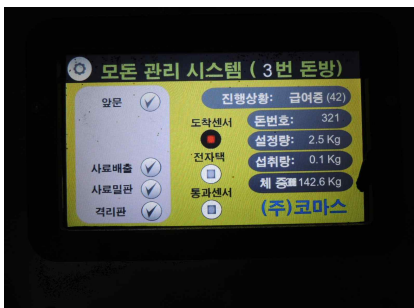 모돈 관리 시스템 ( 3번 돈방)
앞문
진행상황: 급여중 (42)
도착센서
돈번호: 321
설정량: 2.5 Kg
전자택
사료배출
섭취량: 0.1 Kg
사료밀판
체 중 142.6 Kg
통과센서
격리판
(주)코마스